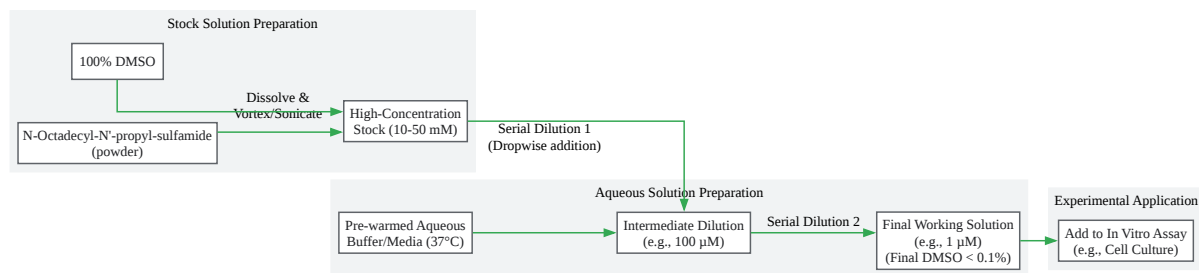 Stock Solution Preparation
100% DMSO
Dissolve &
Vortex/Sonicate
N-Octadecyl-N'-propyl-sulfamide
(powder)
High-Concentration
Stock (10-50 mM)
Serial Dilution 1
(Dropwise addition)
Aqueous Solution Preparation
Pre-warmed Aqueous
Buffer/Media (37°C)
Intermediate Dilution
(e.g., 100 µM)
Serial Dilution 2
Final Working Solution
(e.g., 1 µM)
(Final DMSO < 0.1%)
Experimental Application
Add to In Vitro Assay
(e.g., Cell Culture)